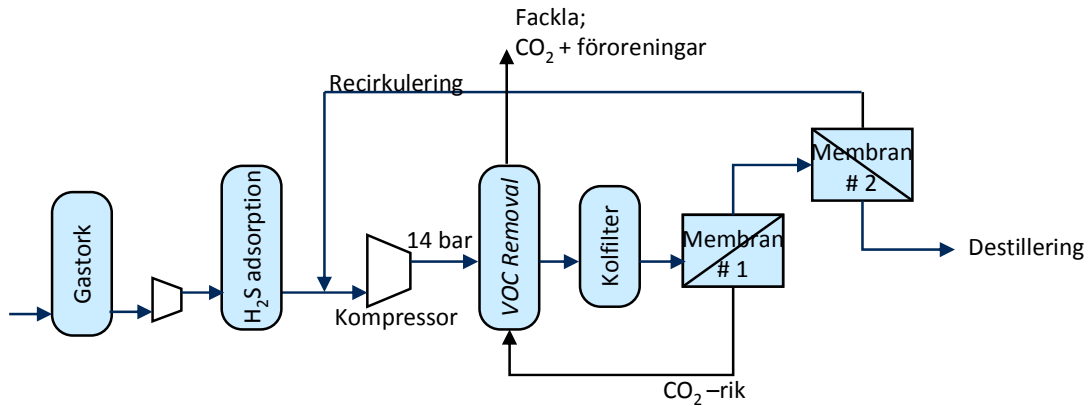 Fackla;
CO₂ + föroreningar
Recirkulering
Gastork
H₂S adsorption
Kompressor
14 bar
VOC Removal
Kolfilter
Membran
# 1
Membran
# 2
Destillering
CO₂ –rik